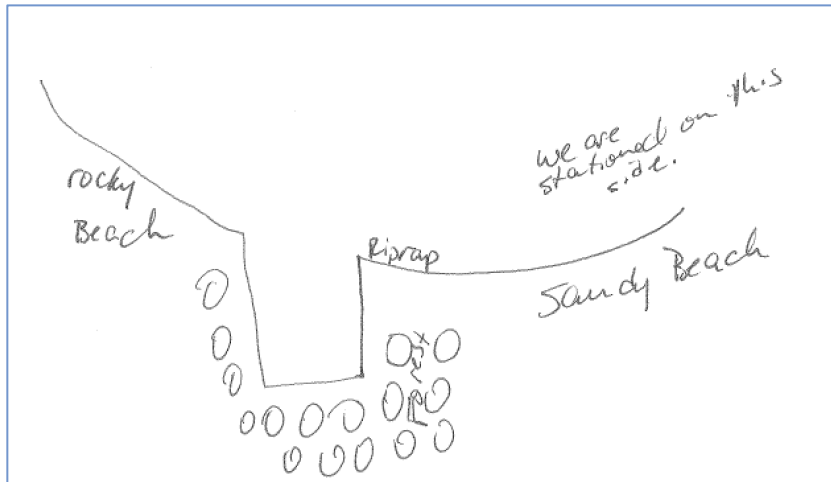 we are
stationed on this
side.
rocky
Beach
Riprap
Sandy Beach